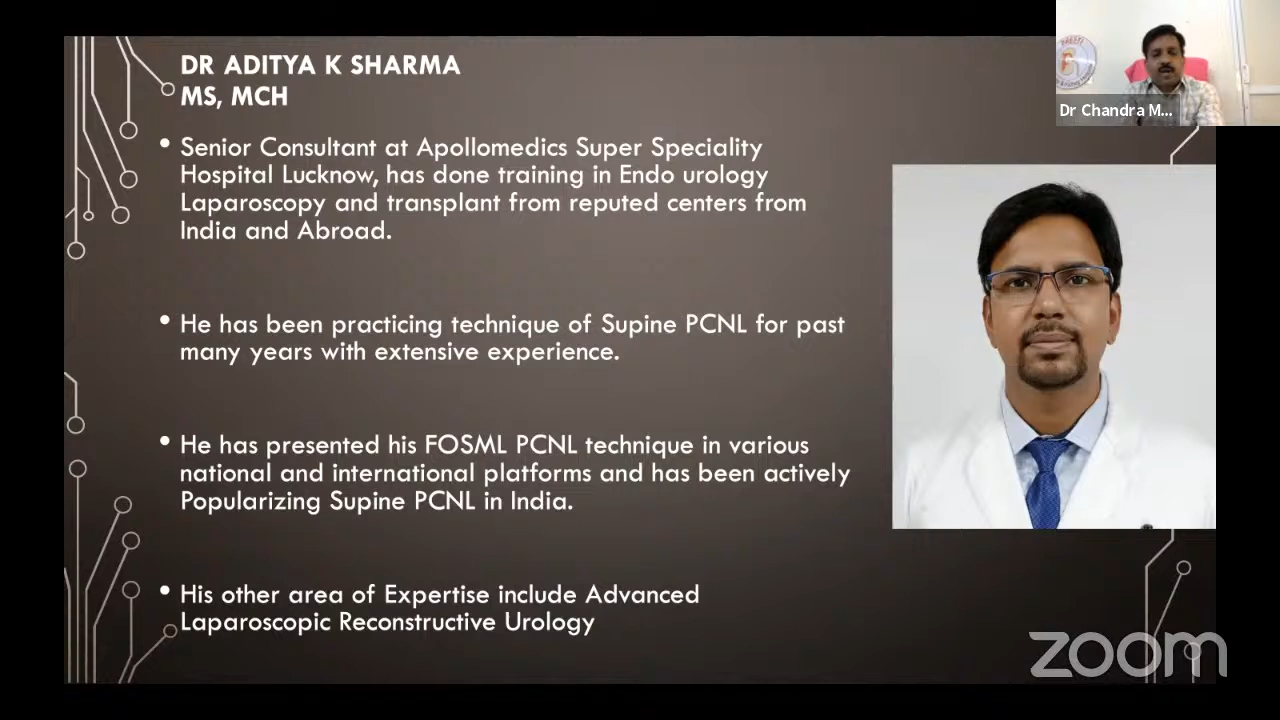 DR ADITYA K SHARMA
MS, MCH
• Senior Consultant at Apollomedics Super Speciality
Hospital Lucknow, has done training in Endo urology
Laparoscopy and transplant from reputed centers from
India and Abroad.
• He has been practicing technique of Supine PCNL for past
many years with extensive experience.
• He has presented his FOSML PCNL technique in various
national and international platforms and has been actively
Popularizing Supine PCNL in India.
• His other area of Expertise include Advanced
Laparoscopic Reconstructive Urology
Dr Chandra M...
zoom